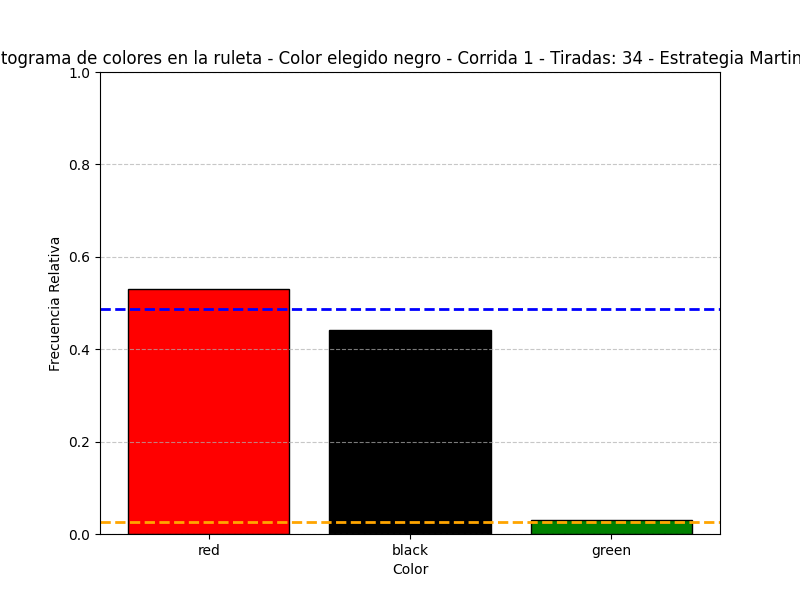 tograma de colores en la ruleta - Color elegido negro - Corrida 1 - Tiradas: 34 - Estrategia Martin
1.0
0.8
0.6
0.4
0.2
0.0
Frecuencia Relativa
red black green
Color